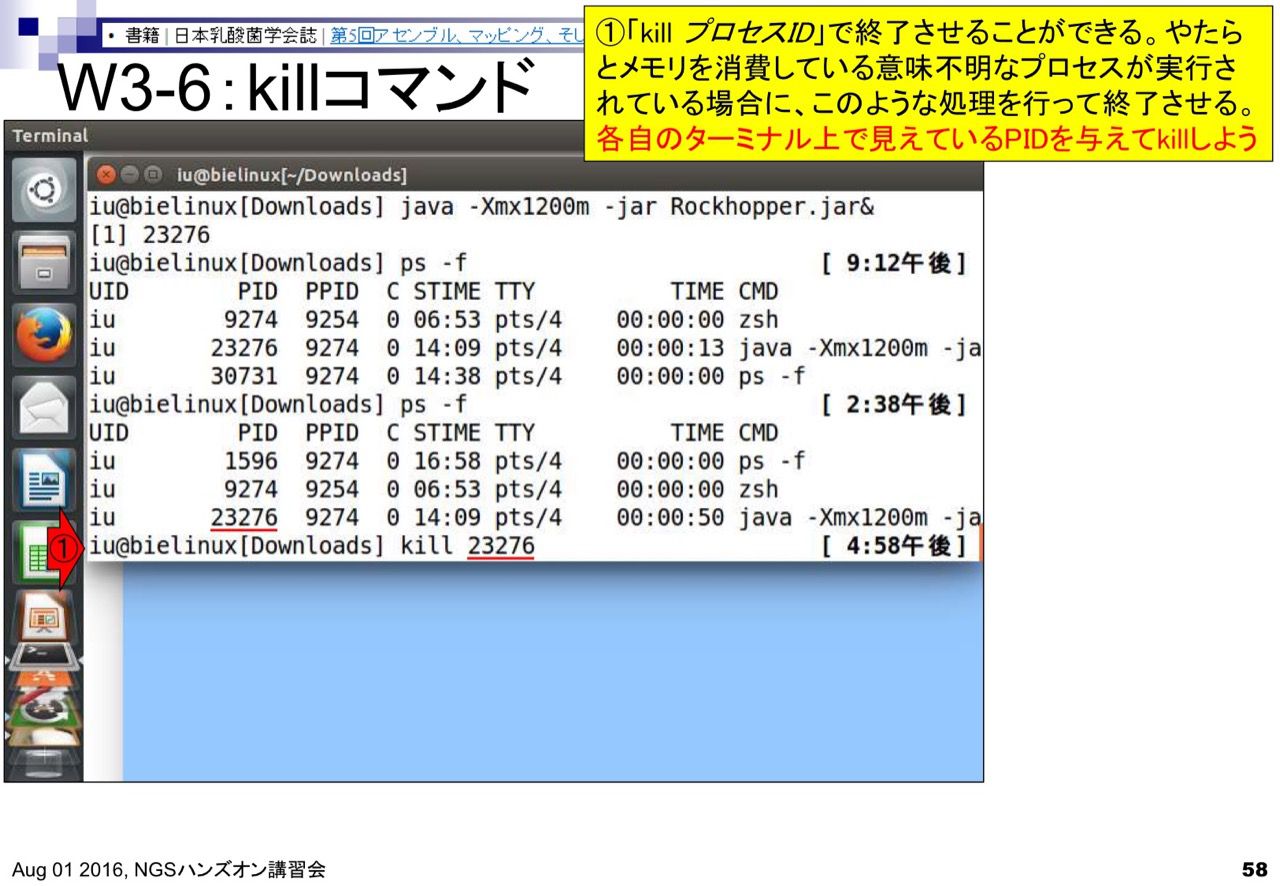 • 書籍 | 日本乳酸菌学会誌 | 第5回アセンブル、マッピング、そし
W3-6：killコマンド
①「kill プロセスID」で終了させることができる。やたら
とメモリを消費している意味不明なプロセスが実行さ
れている場合に、このような処理を行って終了させる。
各自のターミナル上で見えているPIDを与えてkillしよう
Terminal
iu@bielinux[~/Downloads]
iu@bielinux[Downloads] java -Xmx1200m -jar Rockhopper.jar&
[1] 23276
iu@bielinux[Downloads] ps -f [ 9:12午後]
UID PID PPID C STIME TTY TIME CMD
iu 9274 9254 0 06:53 pts/4 00:00:00 zsh
iu 23276 9274 0 14:09 pts/4 00:00:13 java -Xmx1200m -ja
iu 30731 9274 0 14:38 pts/4 00:00:00 ps -f
iu@bielinux[Downloads] ps -f [ 2:38午後]
UID PID PPID C STIME TTY TIME CMD
iu 1596 9274 0 16:58 pts/4 00:00:00 ps -f
iu 9274 9254 0 06:53 pts/4 00:00:00 zsh
iu 23276 9274 0 14:09 pts/4 00:00:50 java -Xmx1200m -ja
① iu@bielinux[Downloads] kill 23276 [ 4:58午後]
Aug 01 2016, NGSハンズオン講習会
58